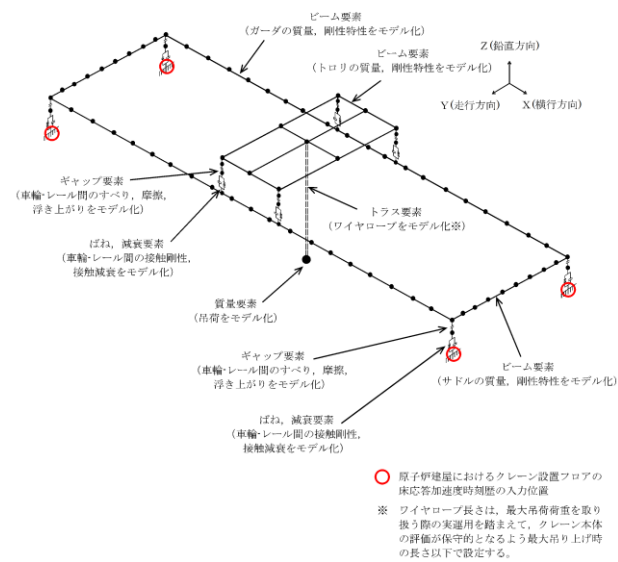 ビーム要素
（ガーダの質量，剛性特性をモデル化）
ビーム要素
（トロリの質量，剛性特性をモデル化）
Z（鉛直方向）
Y（走行方向）
X（横行方向）
ギャップ要素
（車輪-レール間のすべり，摩擦，
浮き上がりをモデル化）
トラス要素
（ワイヤロープをモデル化※）
ばね，減衰要素
（車輪-レール間の接触剛性，
接触減衰をモデル化）
質量要素
（吊荷をモデル化）
ギャップ要素
（車輪-レール間のすべり，摩擦，
浮き上がりをモデル化）
ビーム要素
（サドルの質量，剛性特性をモデル化）
ばね，減衰要素
（車輪-レール間の接触剛性，
接触減衰をモデル化）
原子炉建屋におけるクレーン設置フロアの
床応答加速度時刻歴の入力位置
※ ワイヤロープ長さは，最大吊荷荷重を取り
扱う際の実運用を踏まえて，クレーン本体
の評価が保守的となるよう最大吊り上げ時
の長さ以下で設定する。